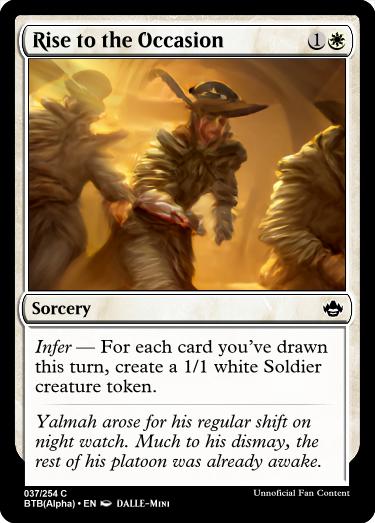 Rise to the Occasion 1
Sorcery
Infer — For each card you've drawn
this turn, create a 1/1 white Soldier
creature token.
Yalmah arose for his regular shift on
night watch. Much to his dismay, the
rest of his platoon was already awake.
037/254 C Unnofficial Fan Content
BTB(Alpha) • EN DALLE-Mini